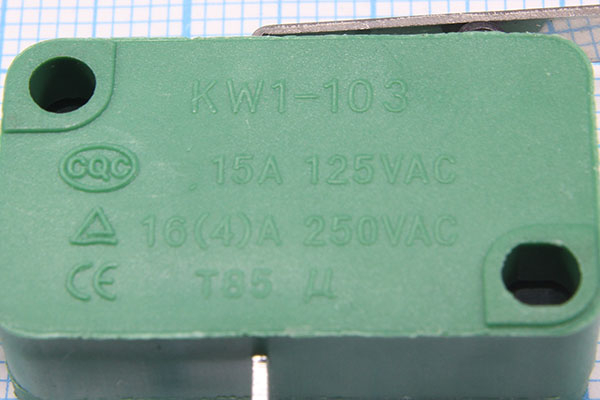 KW1-103
CQC 15A 125VAC
16(4)A 250VAC
CE T85 μ